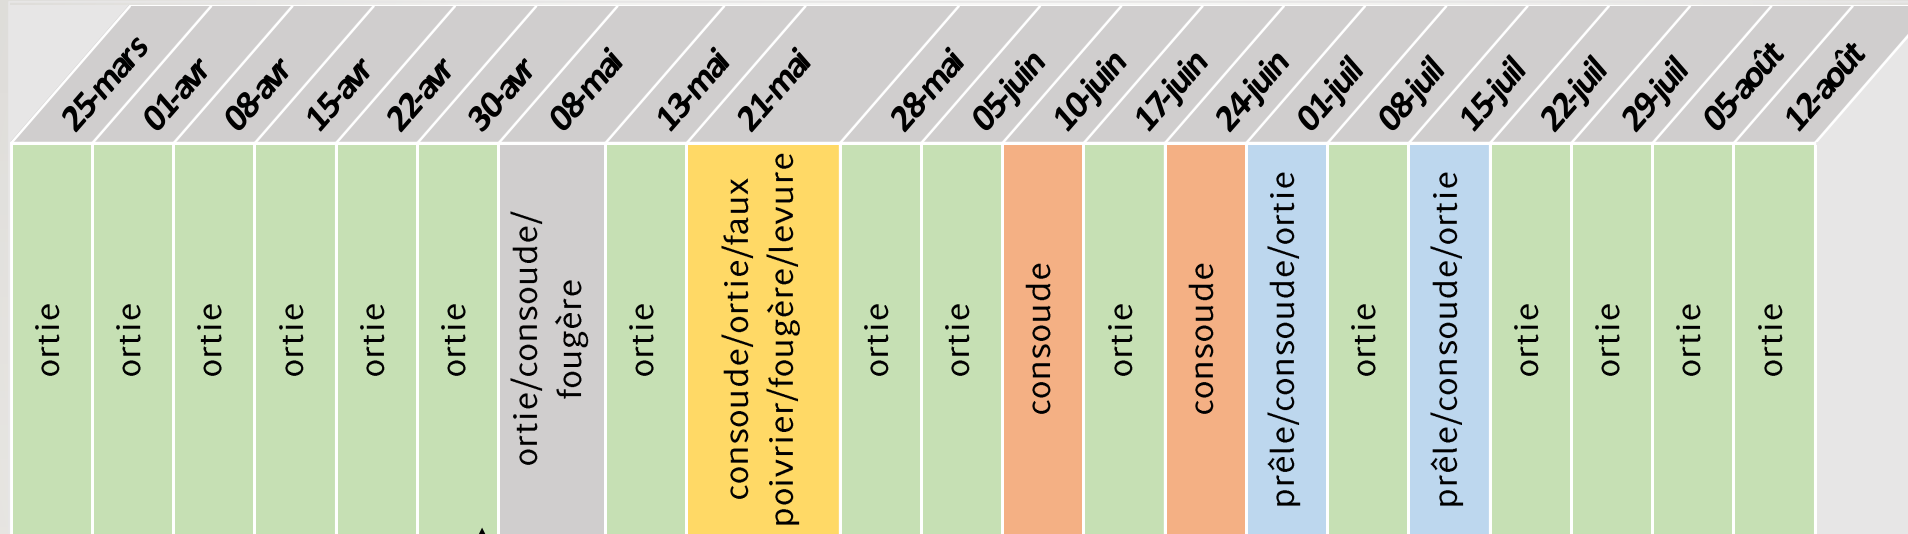 25-mars
01-avr
08-avr
15-avr
22-avr
30-avr
08-mai
13-mai
21-mai
28-mai
05-juin
10-juin
17-juin
24-juin
01-juil
08-juil
15-juil
22-juil
29-juil
05-août
12-août
ortie
ortie
ortie
ortie
ortie
ortie
ortie/consoude/
fougère
ortie
consoude/ortie/faux
poivrier/fougère/levure
ortie
ortie
consoude
ortie
consoude
prêle/consoude/ortie
ortie
prêle/consoude/ortie
ortie
ortie
ortie
ortie